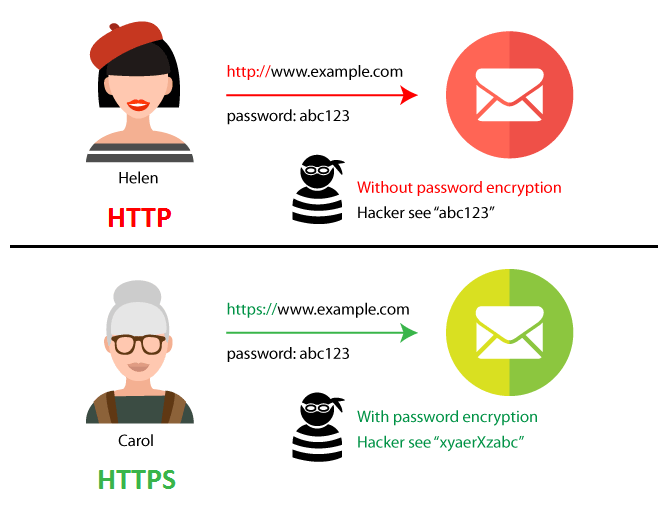 http://www.example.com
password: abc123
Helen
HTTP
Without password encryption
Hacker see “abc123”
https://www.example.com
password: abc123
Carol
HTTPS
With password encryption
Hacker see “xyaerXzabc”